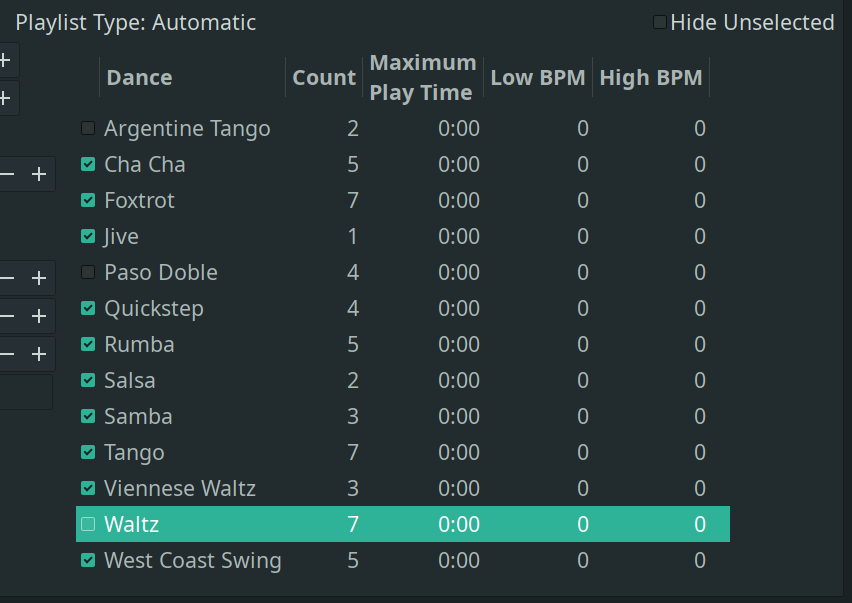 Playlist Type: Automatic
Hide Unselected
Dance Count Maximum Play Time Low BPM High BPM
Argentine Tango 2 0:00 0 0
Cha Cha 5 0:00 0 0
Foxtrot 7 0:00 0 0
Jive 1 0:00 0 0
Paso Doble 4 0:00 0 0
Quickstep 4 0:00 0 0
Rumba 5 0:00 0 0
Salsa 2 0:00 0 0
Samba 3 0:00 0 0
Tango 7 0:00 0 0
Viennese Waltz 3 0:00 0 0
Waltz 7 0:00 0 0
West Coast Swing 5 0:00 0 0